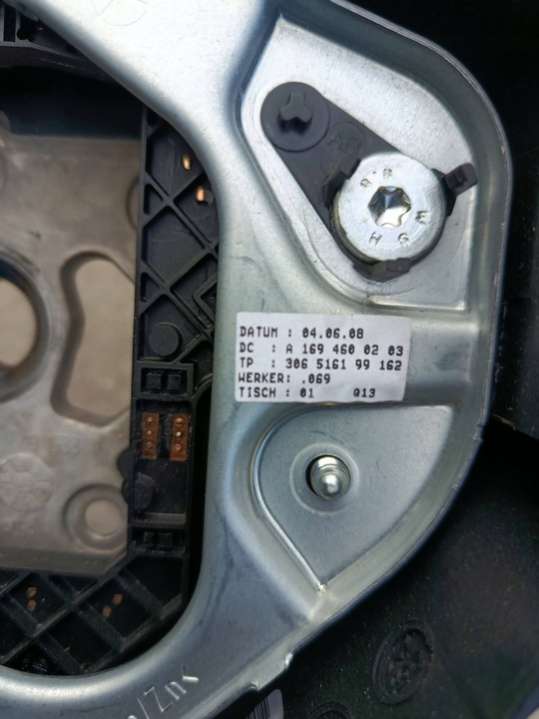 DATUM : 04.06.08
DC : A 169 460 02 03
TP : 306 5161 99 162
WERKER: .069
TISCH : 01 Q13